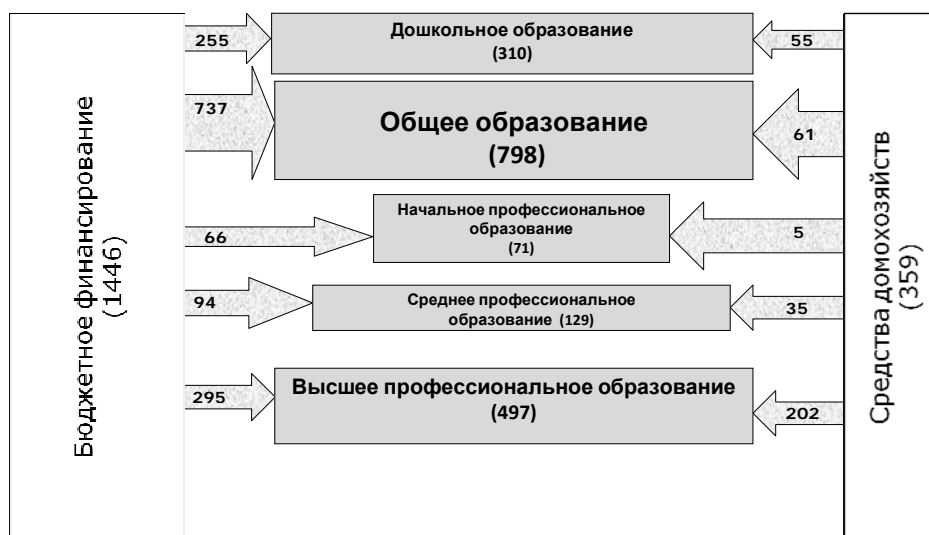 Бюджетное финансирование
(1446)
255
Дошкольное образование
(310)
55
737
Общее образование
(798)
61
66
Начальное профессиональное
образование
(71)
5
94
Среднее профессиональное
образование (129)
35
295
Высшее профессиональное образование
(497)
202
Средства домохозяйств
(359)